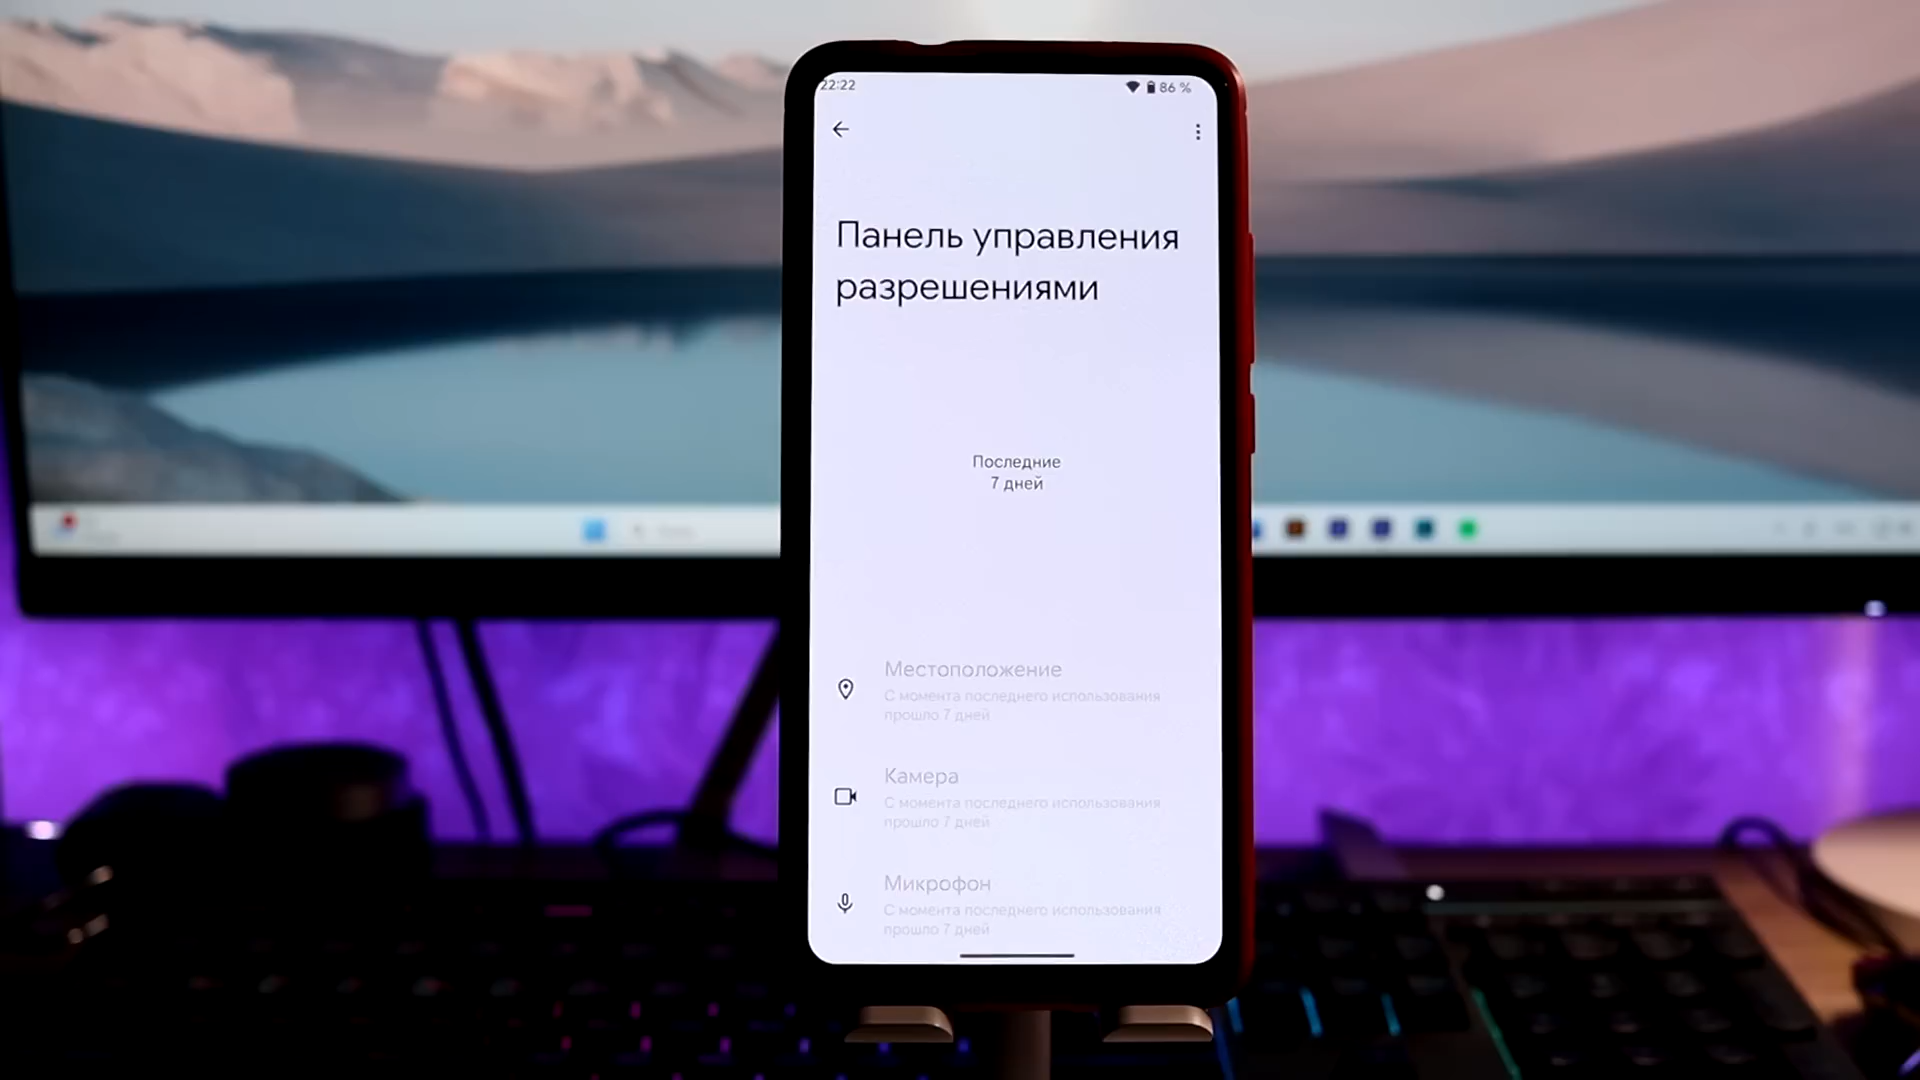 22:22
86 %
Панель управления
разрешениями
Последние
7 дней
Местоположение
С момента последнего использования
прошло 7 дней
Камера
С момента последнего использования
прошло 7 дней
Микрофон
С момента последнего использования
прошло 7 дней